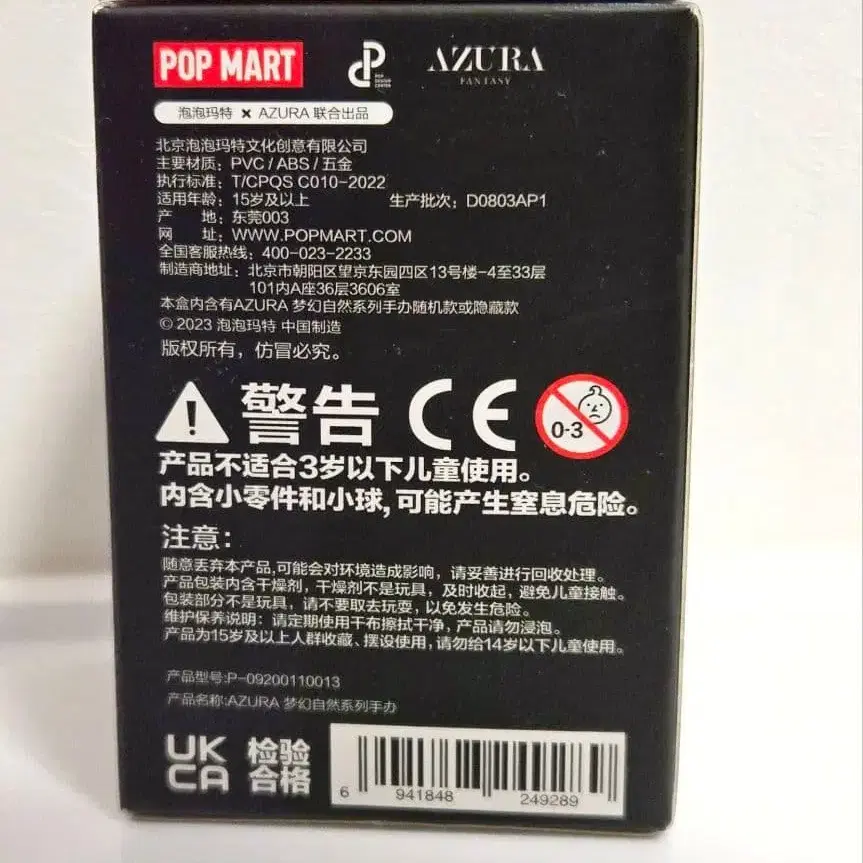 POP MART
POP DESIGN CENTER
AZURA
FANTASY
泡泡玛特 × AZURA 联合出品
北京泡泡玛特文化创意有限公司
主要材质：PVC / ABS / 五金
执行标准：T/CPQS C010-2022
适用年龄：15岁及以上 生产批次：D0803AP1
产 地：东莞003
网 址：WWW.POPMART.COM
全国客服热线：400-023-2233
制造商地址：北京市朝阳区望京东园四区13号楼-4至33层
101内A座36层3606室
本盒内含有AZURA 梦幻自然系列手办随机款或隐藏款
© 2023 泡泡玛特 中国制造
版权所有，仿冒必究。
警告 CE 0-3
产品不适合3岁以下儿童使用。
内含小零件和小球, 可能产生窒息危险。
注意：
随意丢弃本产品,可能会对环境造成影响，请妥善进行回收处理。
产品包装内含干燥剂，干燥剂不是玩具，及时收起，避免儿童接触。
包装部分不是玩具，请不要取去玩耍，以免发生危险。
维护保养说明：请定期使用干布擦拭干净，产品请勿浸泡。
产品为15岁及以上人群收藏、摆设使用，请勿给14岁以下儿童使用。
产品型号:P-09200110013
产品名称:AZURA 梦幻自然系列手办
UK
CA
检验
合格
6 941848 249289